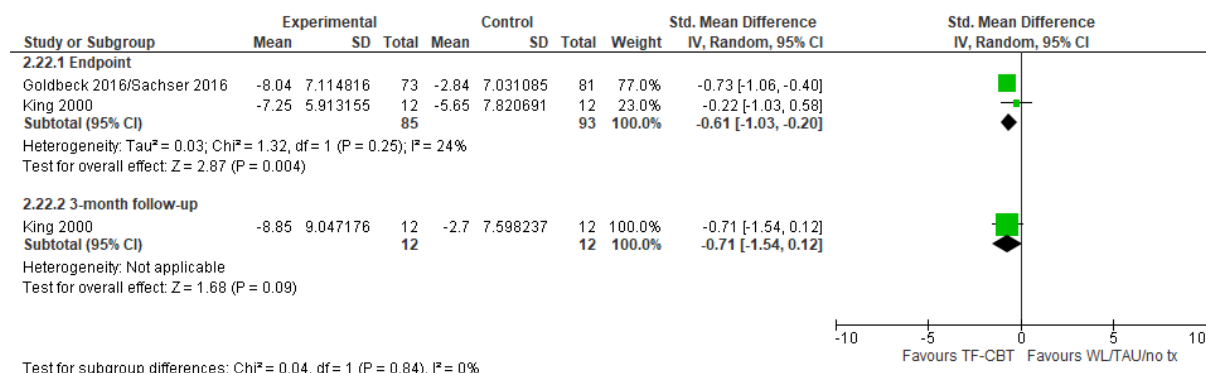 Experimental Control Std. Mean Difference Std. Mean Difference
Study or Subgroup Mean SD Total Mean SD Total Weight IV, Random, 95% CI IV, Random, 95% CI
2.22.1 Endpoint
Goldbeck 2016/Sachser 2016 -8.04 7.114816 73 -2.84 7.031085 81 77.0% -0.73 [-1.06, -0.40]
King 2000 -7.25 5.913155 12 -5.65 7.820691 12 23.0% -0.22 [-1.03, 0.58]
Subtotal (95% CI) 85 93 100.0% -0.61 [-1.03, -0.20]
Heterogeneity: Tau² = 0.03; Chi² = 1.32, df = 1 (P = 0.25); I² = 24%
Test for overall effect: Z = 2.87 (P = 0.004)
2.22.2 3-month follow-up
King 2000 -8.85 9.047176 12 -2.7 7.598237 12 100.0% -0.71 [-1.54, 0.12]
Subtotal (95% CI) 12 12 100.0% -0.71 [-1.54, 0.12]
Heterogeneity: Not applicable
Test for overall effect: Z = 1.68 (P = 0.09)
-10 -5 0 5 10
Favours TF-CBT Favours WL/TAU/no tx
Test for subgroup differences: Chi² = 0.04, df = 1 (P = 0.84), I² = 0%